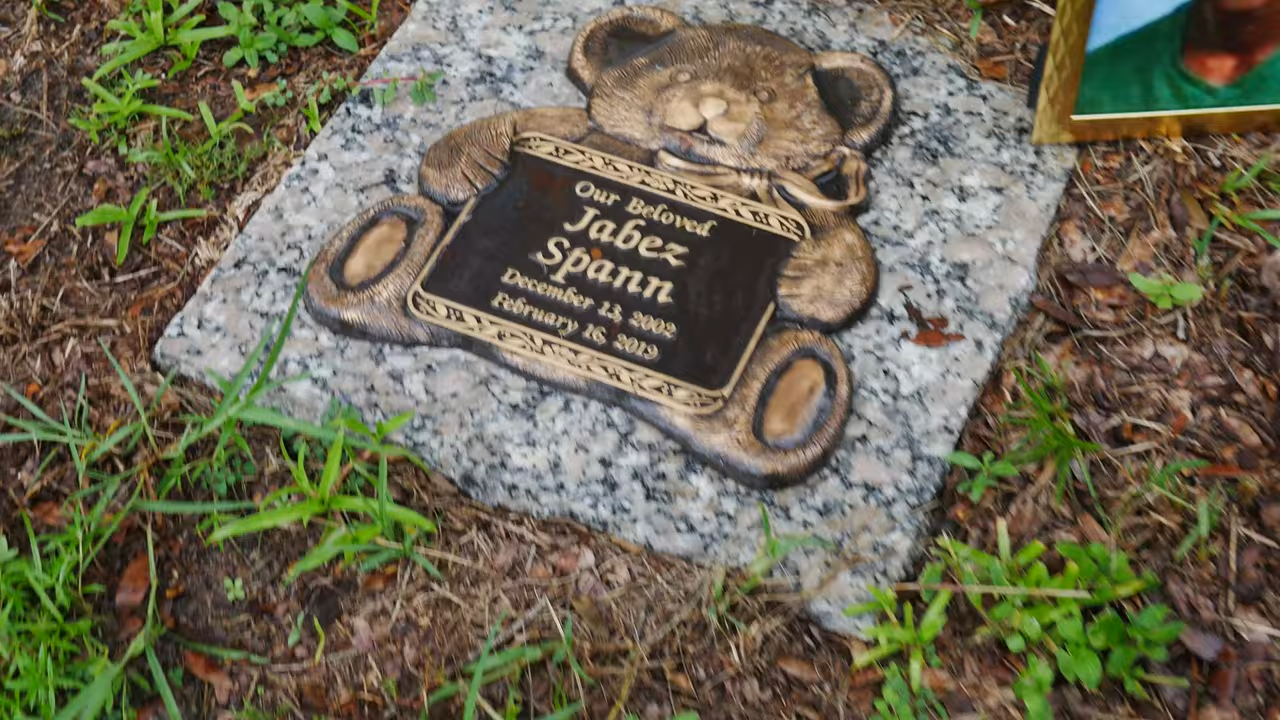 Our Beloved
Jabez
Spann
December 13, 2002
February 16, 2019